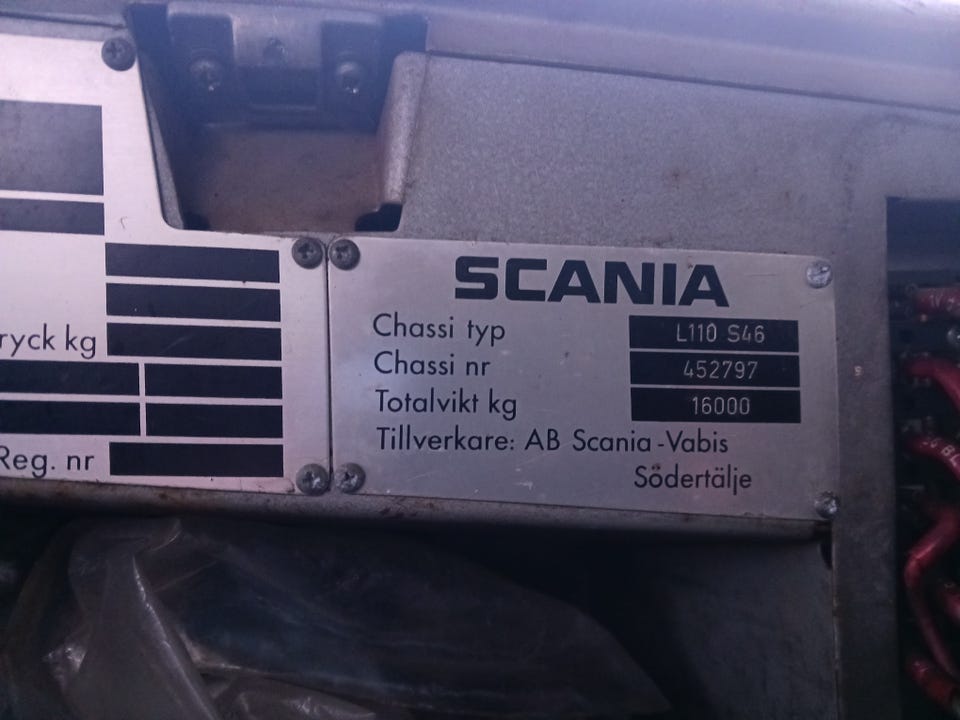 ryck kg
Reg. nr
SCANIA
Chassi typ L110 S46
Chassi nr 452797
Totalvikt kg 16000
Tillverkare: AB Scania-Vabis
Södertälje